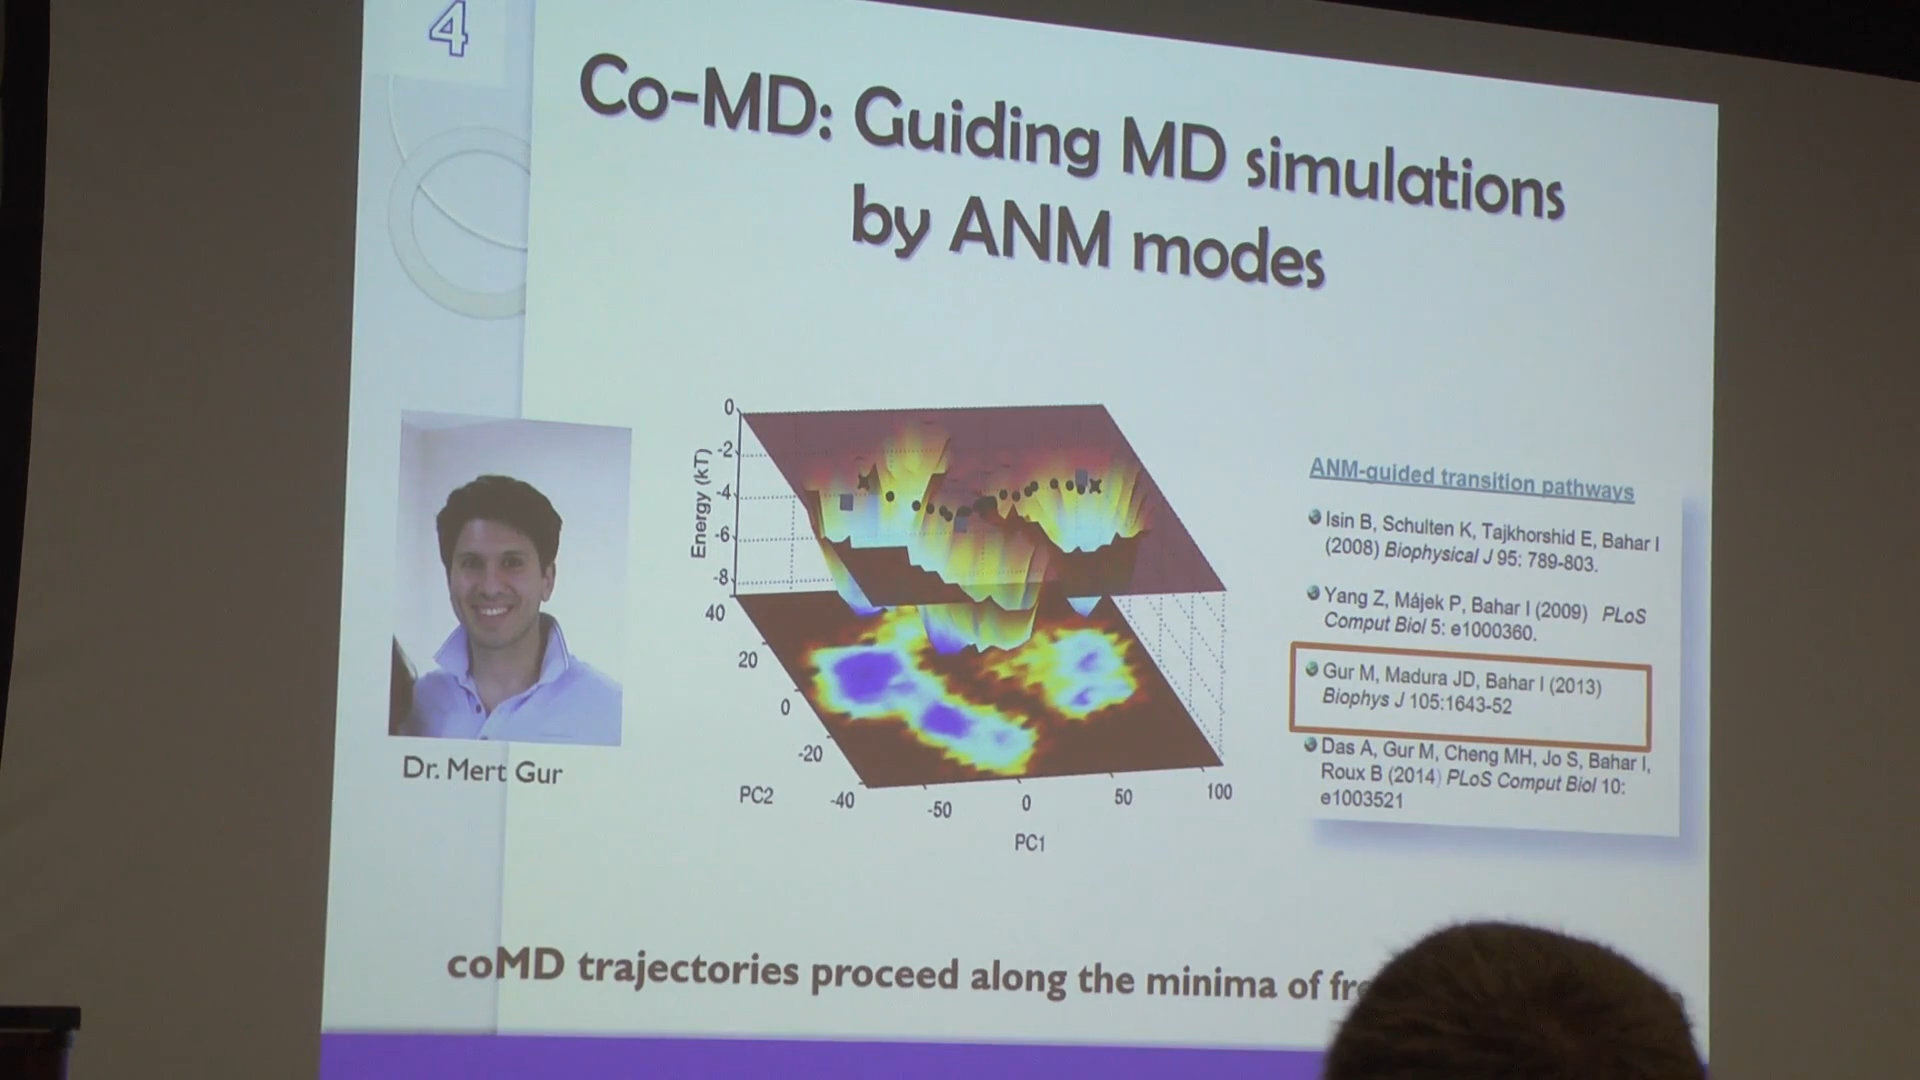 4
Co-MD: Guiding MD simulations
by ANM modes
Dr. Mert Gur
0
-2
-4
-6
-8
Energy (kT)
40
20
0
-20
-40
PC2
-50
0
50
100
PC1
ANM-guided transition pathways
Isin B, Schulten K, Tajkhorshid E, Bahar I
(2008) Biophysical J 95: 789-803.
Yang Z, Májek P, Bahar I (2009) PLoS
Comput Biol 5: e1000360.
Gur M, Madura JD, Bahar I (2013)
Biophys J 105:1643-52
Das A, Gur M, Cheng MH, Jo S, Bahar I,
Roux B (2014) PLoS Comput Biol 10:
e1003521
coMD trajectories proceed along the minima of